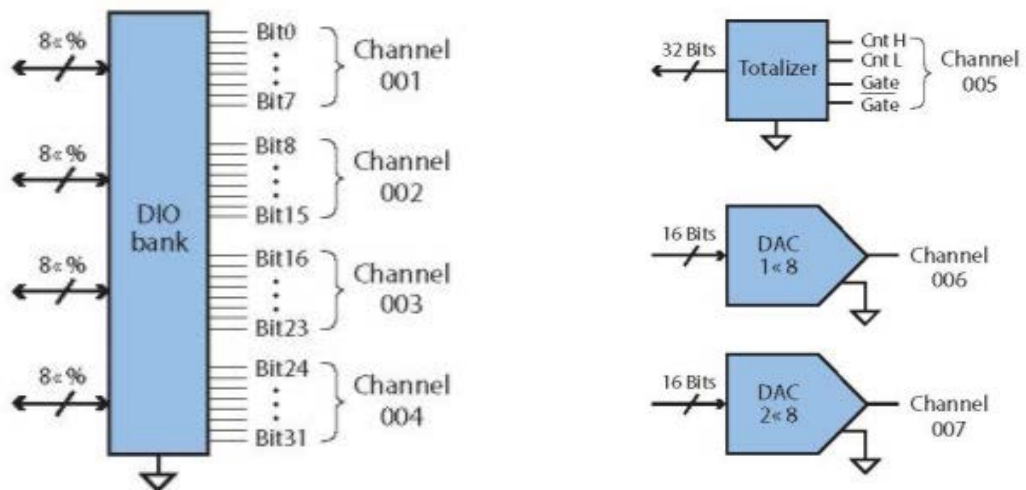 8« %
Bit0
Bit7
Channel
001
8« %
Bit8
Bit15
Channel
002
DIO
bank
8« %
Bit16
Bit23
Channel
003
8« %
Bit24
Bit31
Channel
004
32 Bits
Totalizer
Cnt H
Cnt L
Gate
Gate
Channel
005
16 Bits
DAC
1« 8
Channel
006
16 Bits
DAC
2« 8
Channel
007